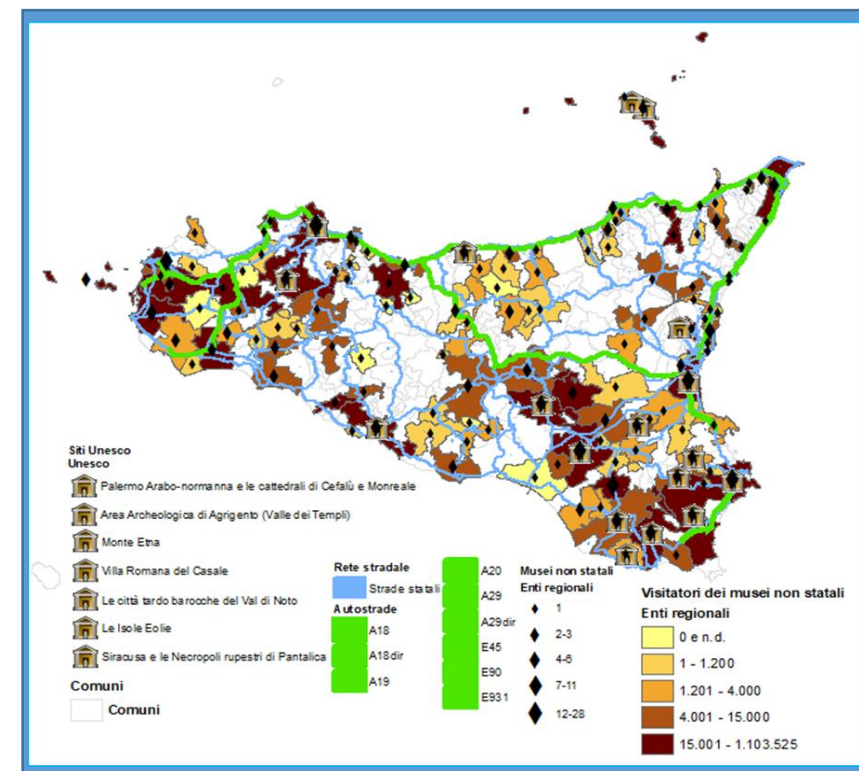 Siti Unesco
Unesco
Palermo Arabo-normanna e le cattedrali di Cefalù e Monreale
Area Archeologica di Agrigento (Valle dei Templi)
Monte Etna
Villa Romana del Casale
Le città tardo barocche del Val di Noto
Le Isole Eolie
Siracusa e le Necropoli rupestri di Pantalica
Comuni
Comuni
Rete stradale
Strade statali
Autostrade
A18
A18dir
A19
A20
A29
A29dir
E45
E90
E931
Musei non statali
Enti regionali
1
2-3
4-6
7-11
12-28
Visitatori dei musei non statali
Enti regionali
0 e n.d.
1 - 1.200
1.201 - 4.000
4.001 - 15.000
15.001 - 1.103.525